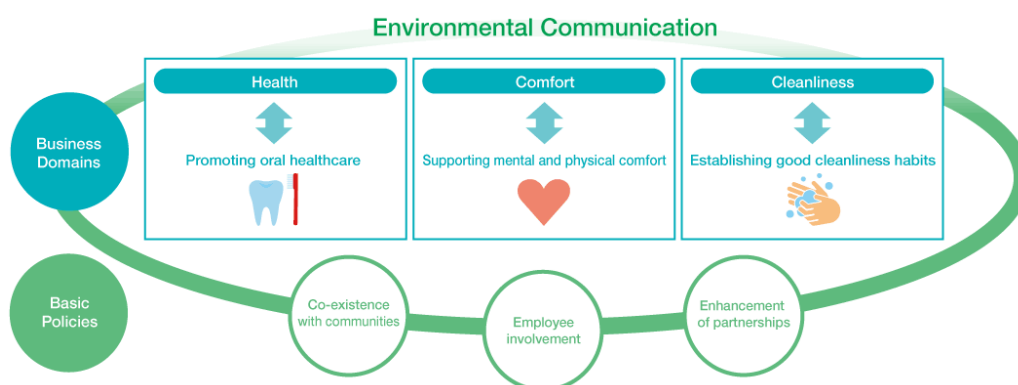 Environmental Communication
Business
Domains
Health
Promoting oral healthcare
Comfort
Supporting mental and physical comfort
Cleanliness
Establishing good cleanliness habits
Basic
Policies
Co-existence
with communities
Employee
involvement
Enhancement
of partnerships